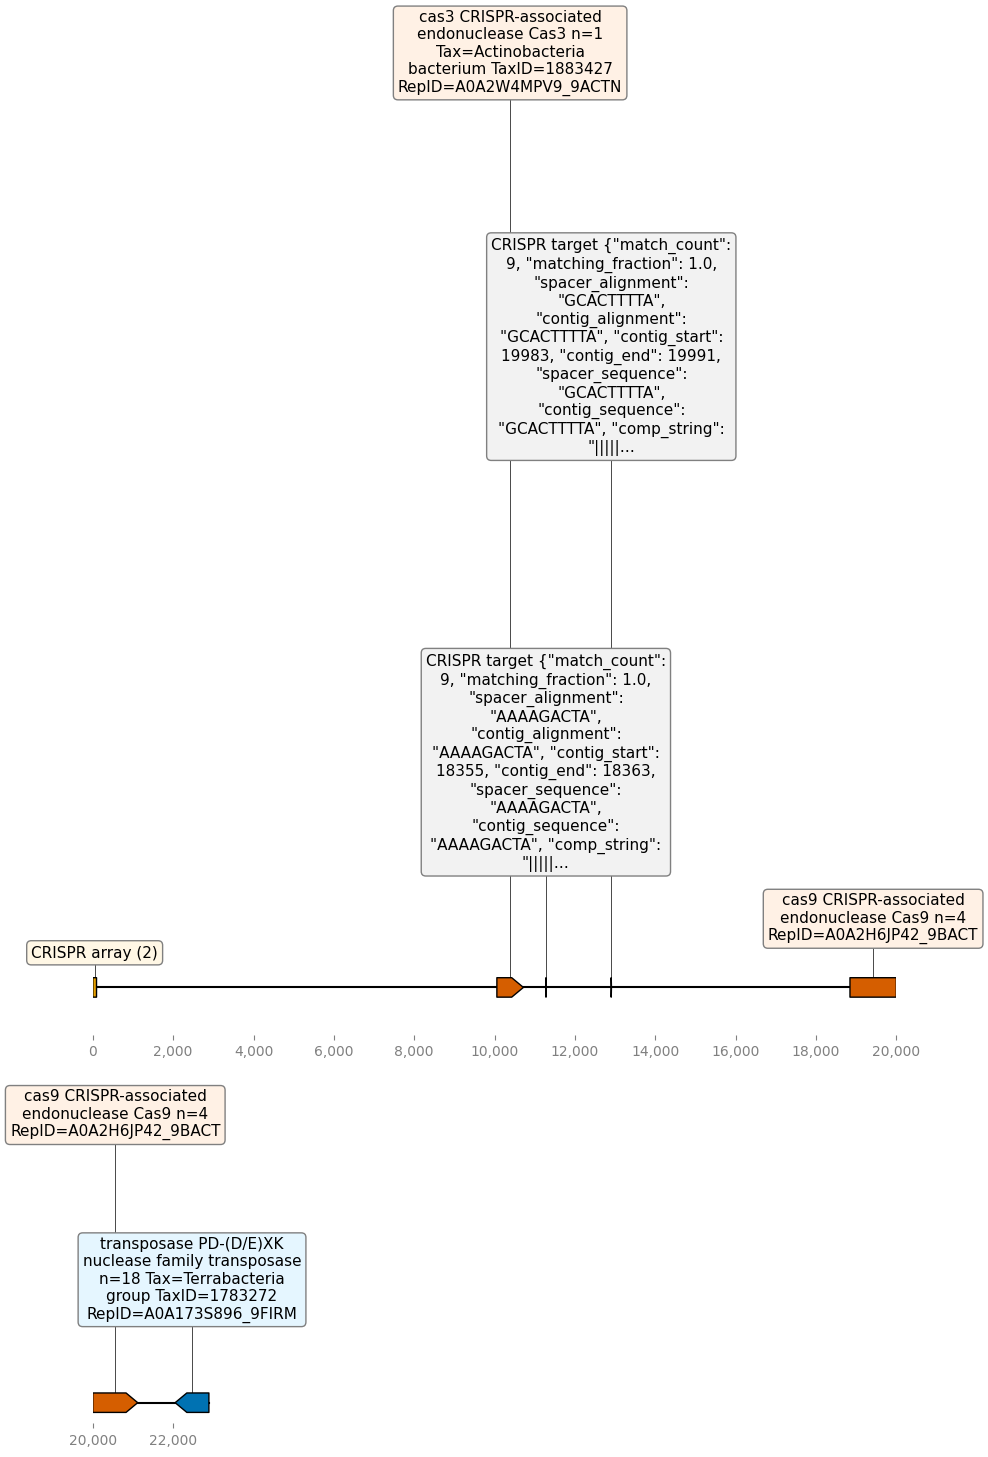 cas3 CRISPR-associated
endonuclease Cas3 n=1
Tax=Actinobacteria
bacterium TaxID=1883427
RepID=A0A2W4MPV9_9ACTN
CRISPR target {"match_count":
9, "matching_fraction": 1.0,
"spacer_alignment":
"GCACTTTTA",
"contig_alignment":
"GCACTTTTA", "contig_start":
19983, "contig_end": 19991,
"spacer_sequence":
"GCACTTTTA",
"contig_sequence":
"GCACTTTTA", "comp_string":
"|||||...
CRISPR target {"match_count":
9, "matching_fraction": 1.0,
"spacer_alignment":
"AAAAGACTA",
"contig_alignment":
"AAAAGACTA", "contig_start":
18355, "contig_end": 18363,
"spacer_sequence":
"AAAAGACTA",
"contig_sequence":
"AAAAGACTA", "comp_string":
"|||||...
cas9 CRISPR-associated
endonuclease Cas9 n=4
RepID=A0A2H6JP42_9BACT
CRISPR array (2)
0 2,000 4,000 6,000 8,000 10,000 12,000 14,000 16,000 18,000 20,000
cas9 CRISPR-associated
endonuclease Cas9 n=4
RepID=A0A2H6JP42_9BACT
transposase PD-(D/E)XK
nuclease family transposase
n=18 Tax=Terrabacteria
group TaxID=1783272
RepID=A0A173S896_9FIRM
20,000 22,000